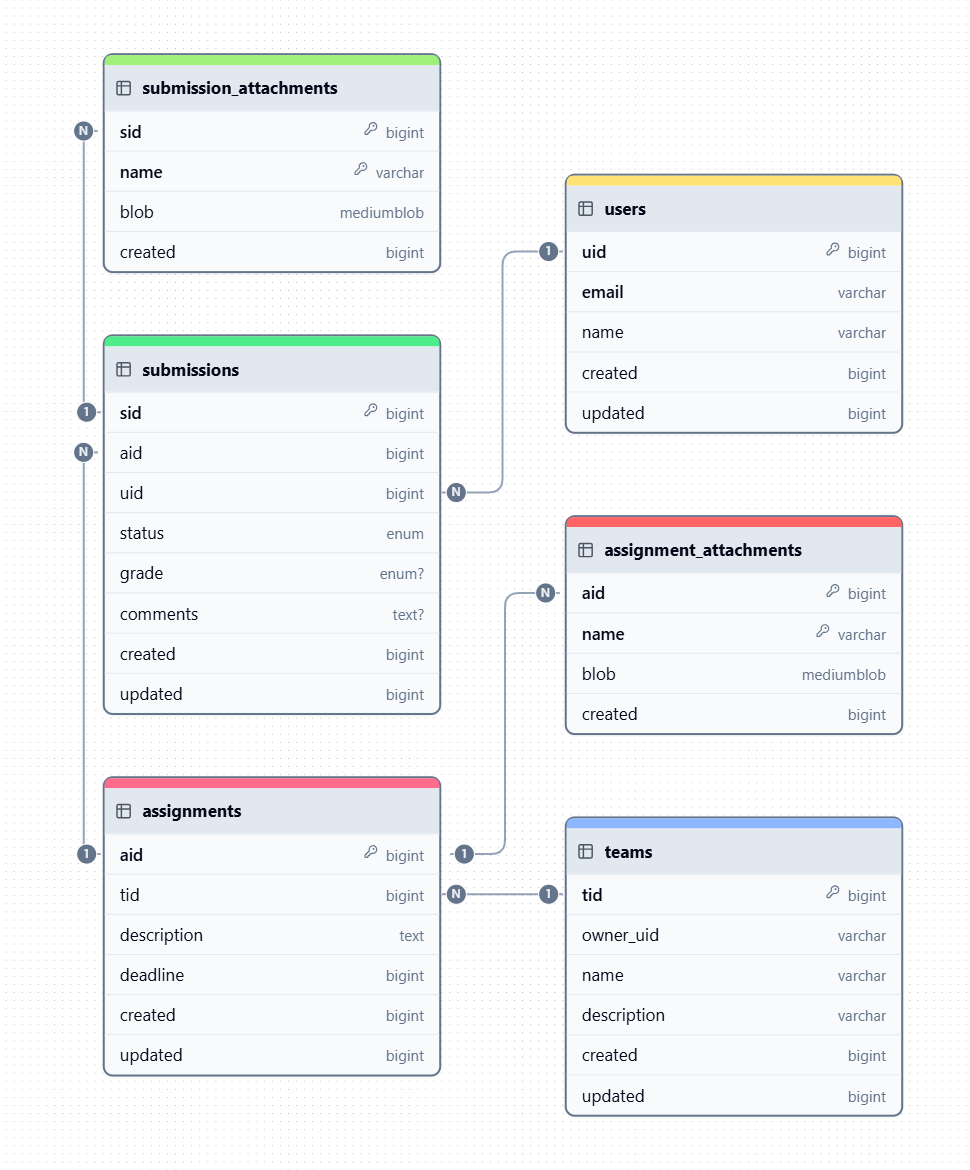 submission_attachments
N
sid bigint
name varchar
blob mediumblob
created bigint
submissions
1
sid bigint
N
aid bigint
uid bigint
N
status enum
grade enum?
comments text?
created bigint
updated bigint
assignments
1
aid bigint
1
tid bigint
N
description text
deadline bigint
created bigint
updated bigint
users
1
uid bigint
email varchar
name varchar
created bigint
updated bigint
assignment_attachments
N
aid bigint
name varchar
blob mediumblob
created bigint
teams
1
tid bigint
owner_uid varchar
name varchar
description varchar
created bigint
updated bigint